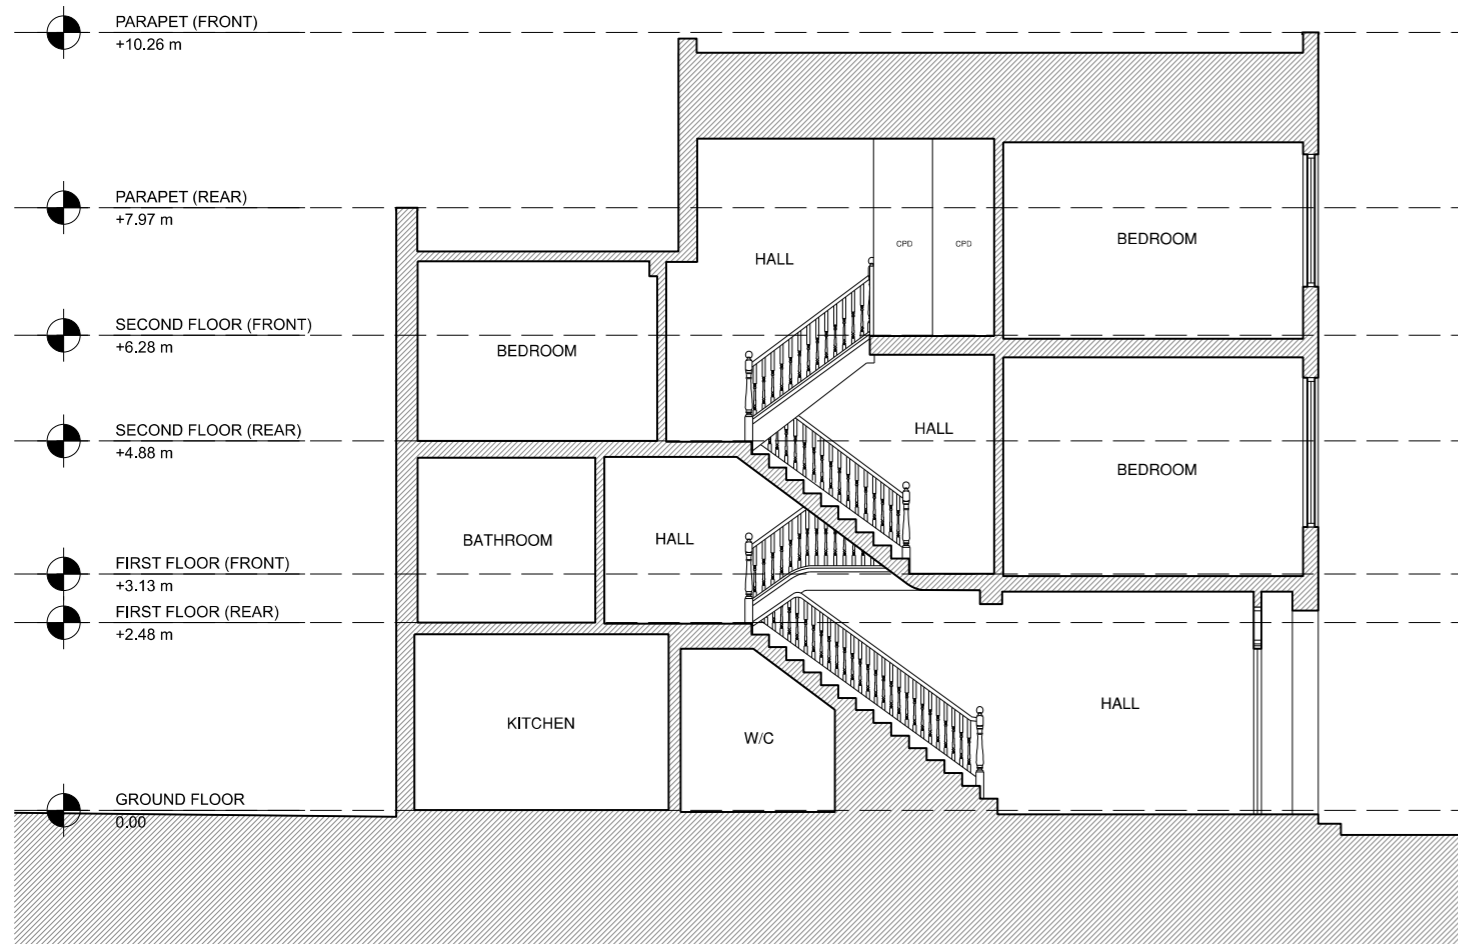 PARAPET (FRONT)
+10.26 m
PARAPET (REAR)
+7.97 m
SECOND FLOOR (FRONT)
+6.28 m
SECOND FLOOR (REAR)
+4.88 m
FIRST FLOOR (FRONT)
+3.13 m
FIRST FLOOR (REAR)
+2.48 m
GROUND FLOOR
0.00
HALL
CPD
CPD
BEDROOM
BEDROOM
HALL
BEDROOM
BATHROOM
HALL
KITCHEN
W/C
HALL